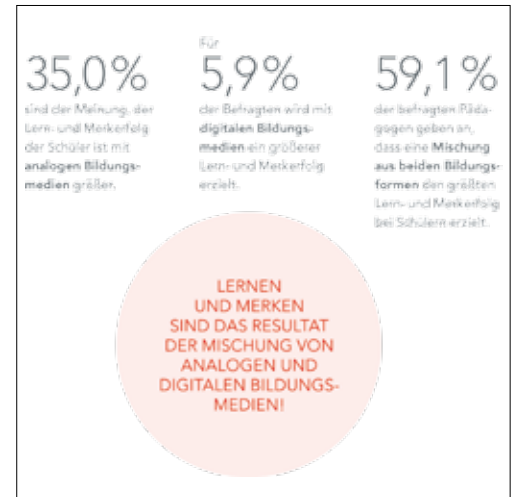 35,0%
sind der Meinung, der
Lern- und Merkerfolg
der Schüler ist mit
analogen Bildungs-
medien größer.
Für
5,9%
der Befragten wird mit
digitalen Bildungs-
medien ein größerer
Lern- und Merkerfolg
erzielt.
59,1%
der befragten Päda-
gogen geben an,
dass eine Mischung
aus beiden Bildungs-
formen den größten
Lern- und Merkerfolg
bei Schülern erzielt.
LERNEN
UND MERKEN
SIND DAS RESULTAT
DER MISCHUNG VON
ANALOGEN UND
DIGITALEN BILDUNGS-
MEDIEN!